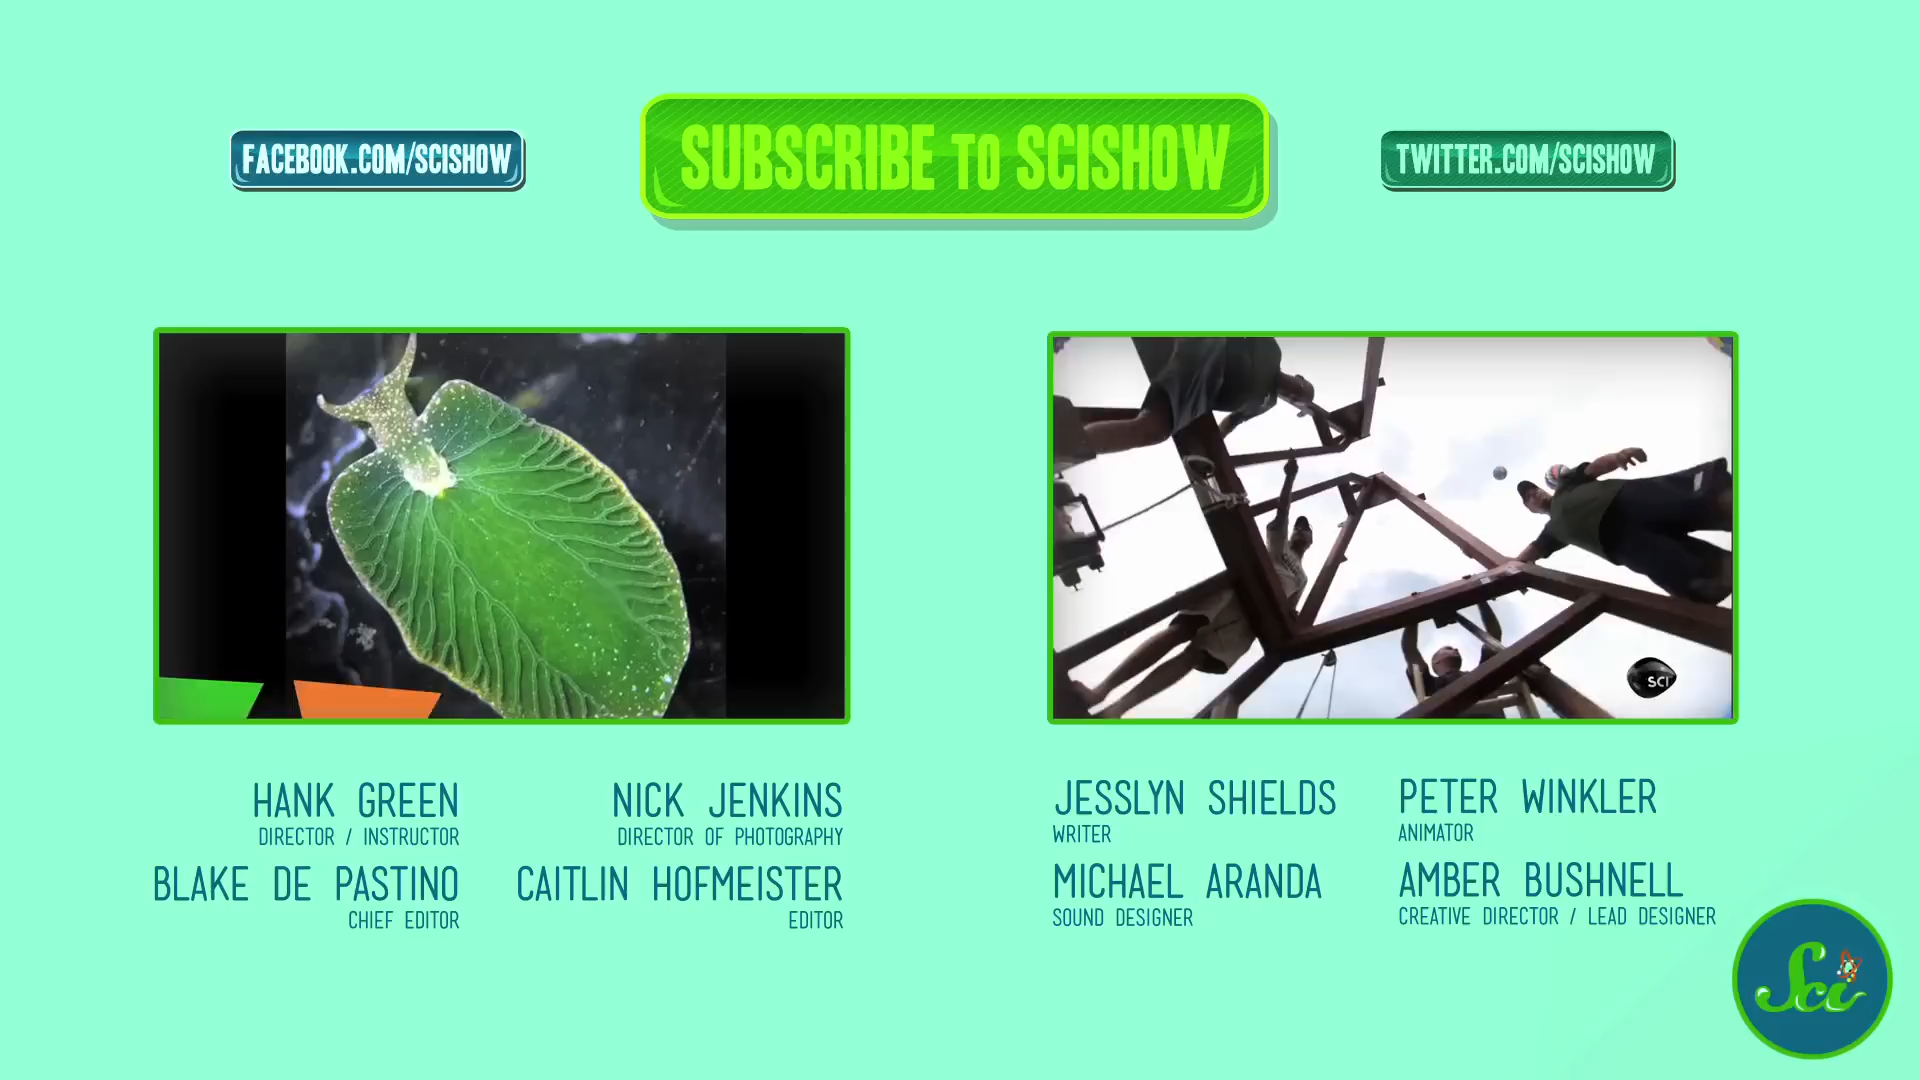 FACEBOOK.COM/SCISHOW
SUBSCRIBE TO SCISHOW
TWITTER.COM/SCISHOW
SCI
HANK GREEN
DIRECTOR / INSTRUCTOR
NICK JENKINS
DIRECTOR OF PHOTOGRAPHY
BLAKE DE PASTINO
CHIEF EDITOR
CAITLIN HOFMEISTER
EDITOR
JESSLYN SHIELDS
WRITER
PETER WINKLER
ANIMATOR
MICHAEL ARANDA
SOUND DESIGNER
AMBER BUSHNELL
CREATIVE DIRECTOR / LEAD DESIGNER
Sci